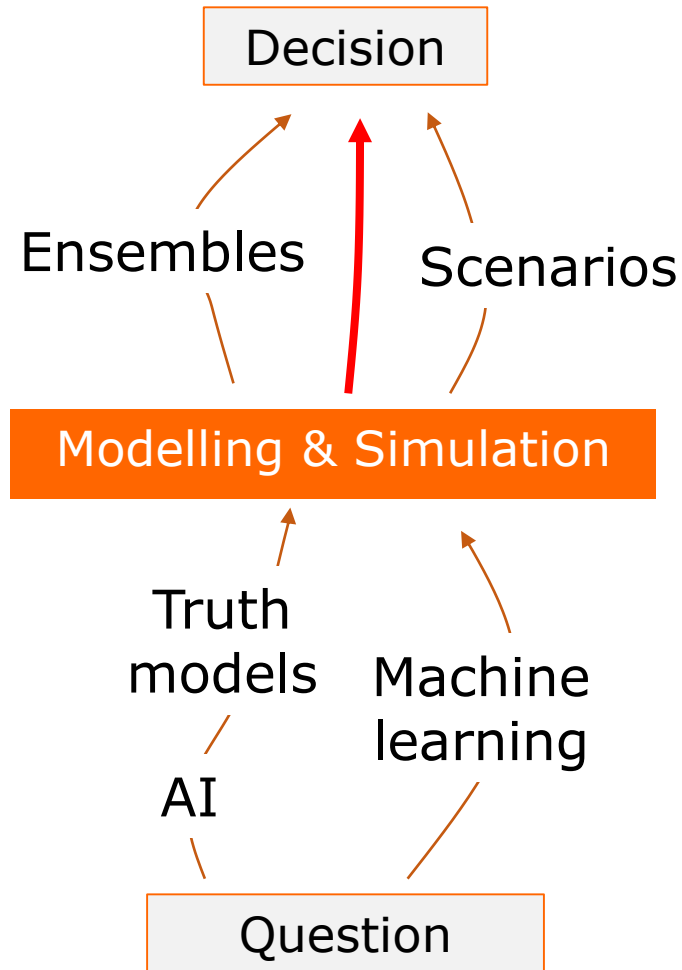 Decision
Ensembles
Scenarios
Modelling & Simulation
Truth
models
Machine
learning
AI
Question